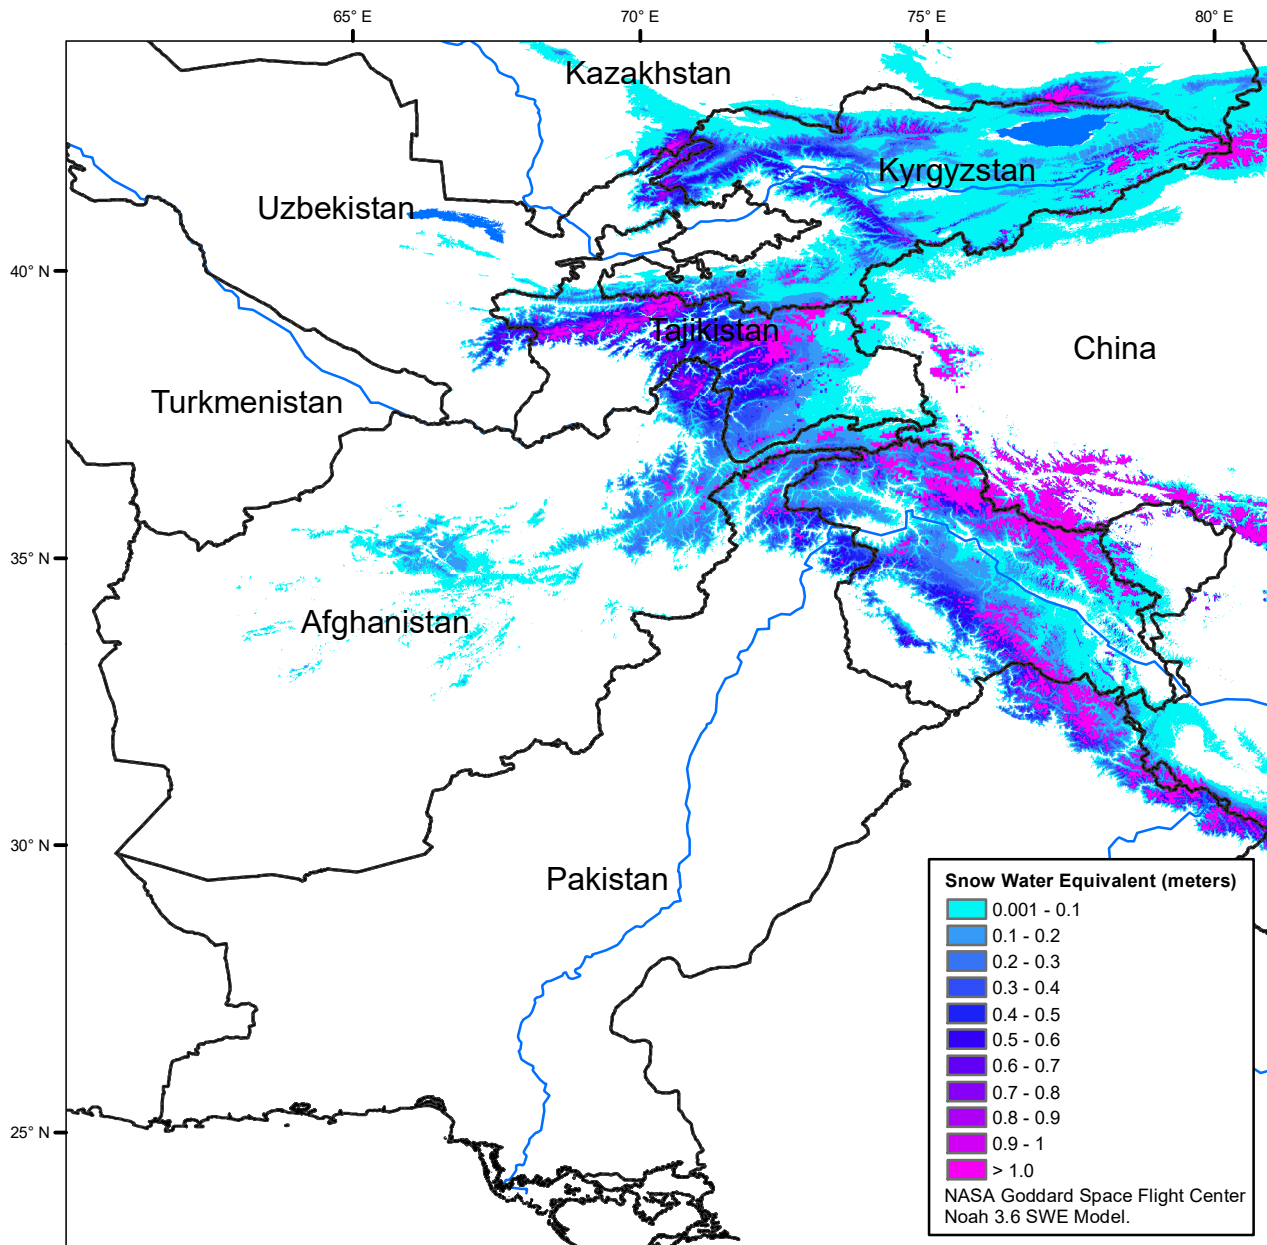 65° E
70° E
75° E
80° E
Kazakhstan
Kyrgyzstan
Uzbekistan
40° N
Tajikistan
China
Turkmenistan
35° N
Afghanistan
30° N
Pakistan
25° N
Snow Water Equivalent (meters)
0.001 - 0.1
0.1 - 0.2
0.2 - 0.3
0.3 - 0.4
0.4 - 0.5
0.5 - 0.6
0.6 - 0.7
0.7 - 0.8
0.8 - 0.9
0.9 - 1
> 1.0
NASA Goddard Space Flight Center
Noah 3.6 SWE Model.